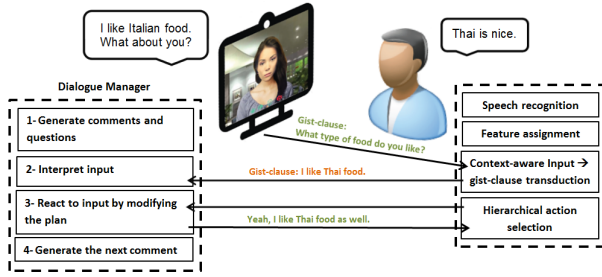 I like Italian food.
What about you?
Thai is nice.
Dialogue Manager
1- Generate comments and
questions
2- Interpret input
3- React to input by modifying
the plan
4- Generate the next comment
Gist-clause:
What type of food do you like?
Gist-clause: I like Thai food.
Yeah, I like Thai food as well.
Speech recognition
Feature assignment
Context-aware Input →
gist-clause transduction
Hierarchical action
selection